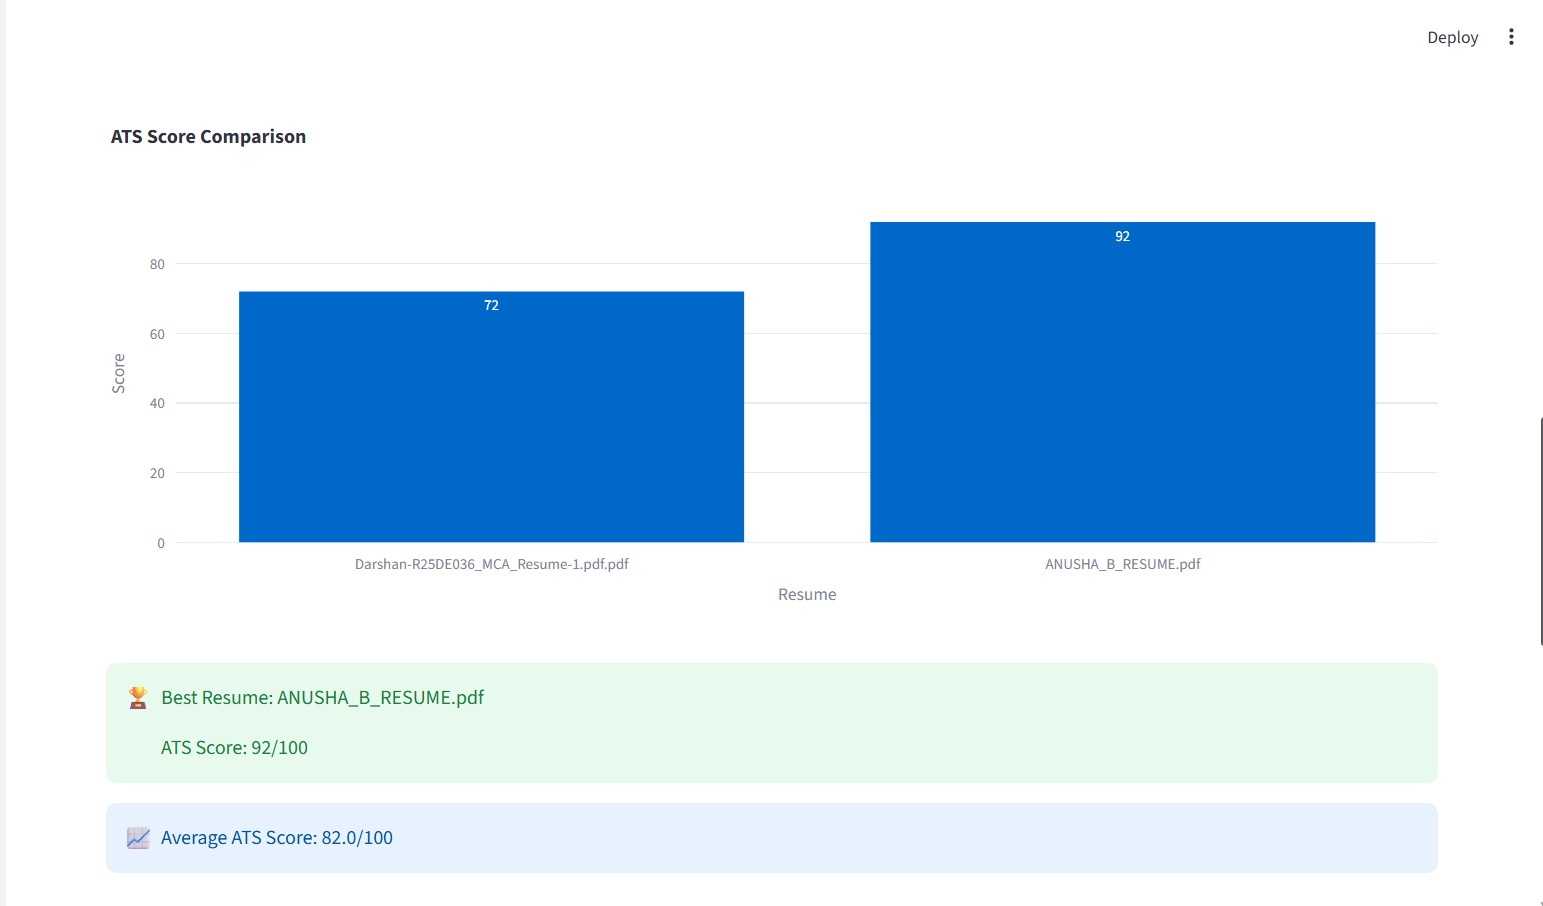 Deploy
ATS Score Comparison
92
80
72
60
Score
40
20
0
Darshan-R25DE036_MCA_Resume-1.pdf.pdf ANUSHA_B_RESUME.pdf
Resume
🏆 Best Resume: ANUSHA_B_RESUME.pdf
ATS Score: 92/100
📈 Average ATS Score: 82.0/100